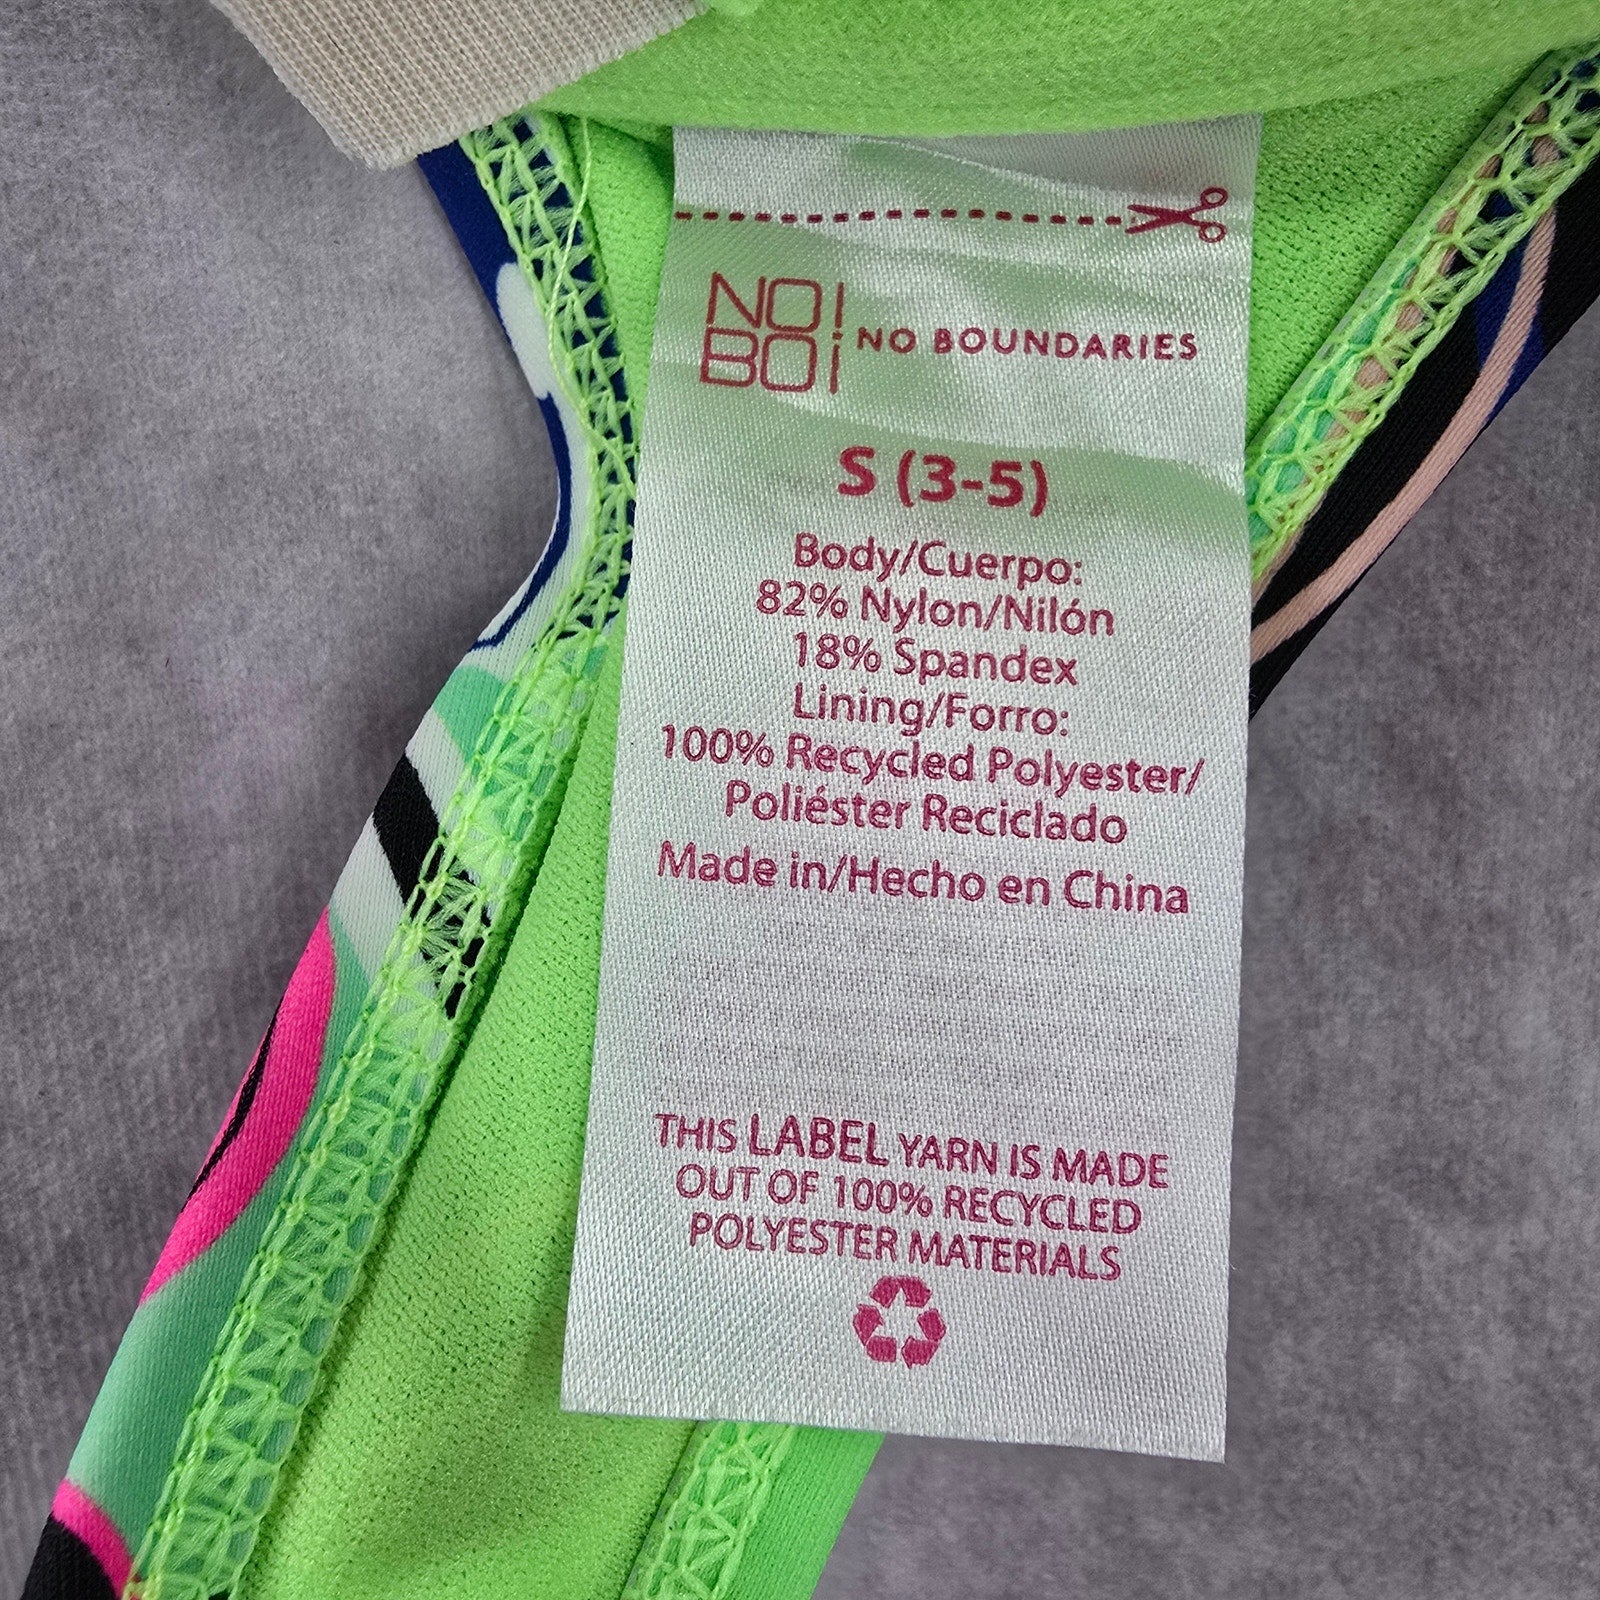 NO!
BO¡
NO BOUNDARIES
S (3-5)
Body/Cuerpo:
82% Nylon/Nilón
18% Spandex
Lining/Forro:
100% Recycled Polyester/
Poliéster Reciclado
Made in/Hecho en China
THIS LABEL YARN IS MADE
OUT OF 100% RECYCLED
POLYESTER MATERIALS